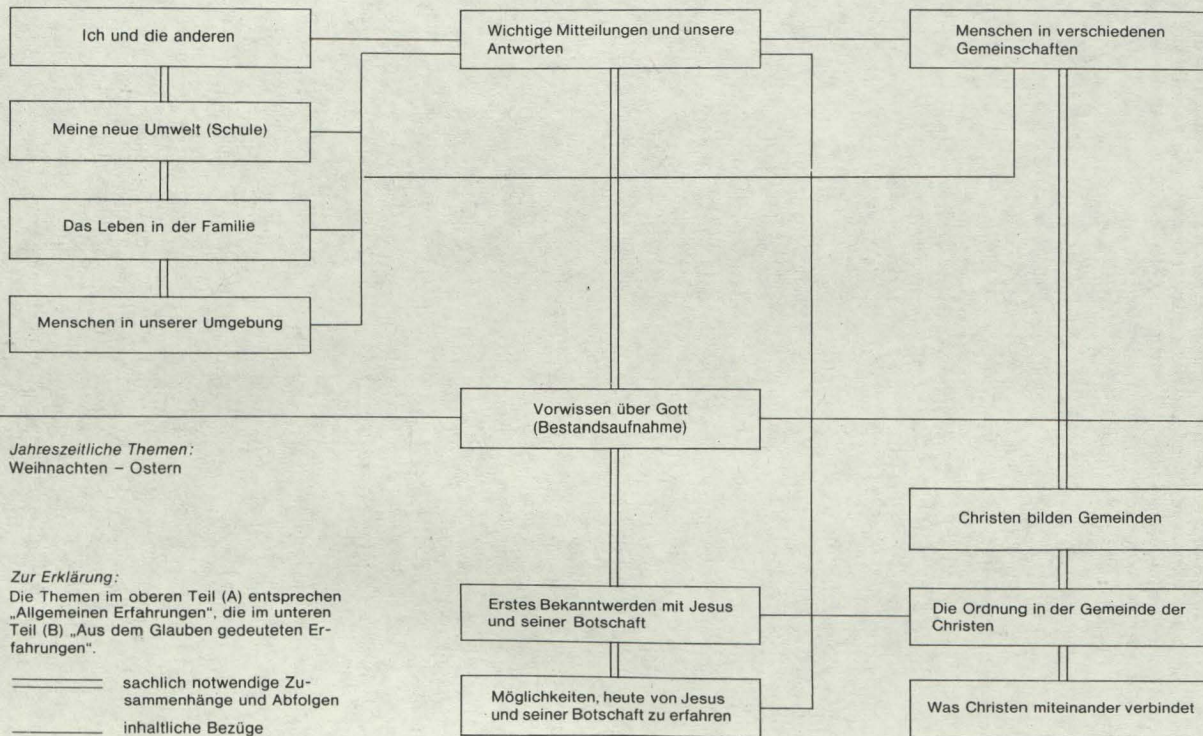 Ich und die anderen
Meine neue Umwelt (Schule)
Das Leben in der Familie
Menschen in unserer Umgebung
Wichtige Mitteilungen und unsere
Antworten
Menschen in verschiedenen
Gemeinschaften
Vorwissen über Gott
(Bestandsaufnahme)
Jahreszeitliche Themen:
Weihnachten – Ostern
Christen bilden Gemeinden
Erstes Bekanntwerden mit Jesus
und seiner Botschaft
Die Ordnung in der Gemeinde der
Christen
Möglichkeiten, heute von Jesus
und seiner Botschaft zu erfahren
Was Christen miteinander verbindet
Zur Erklärung:
Die Themen im oberen Teil (A) entsprechen
„Allgemeinen Erfahrungen“, die im unteren
Teil (B) „Aus dem Glauben gedeuteten Er-
fahrungen“.
sachlich notwendige Zu-
sammenhänge und Abfolgen
inhaltliche Bezüge